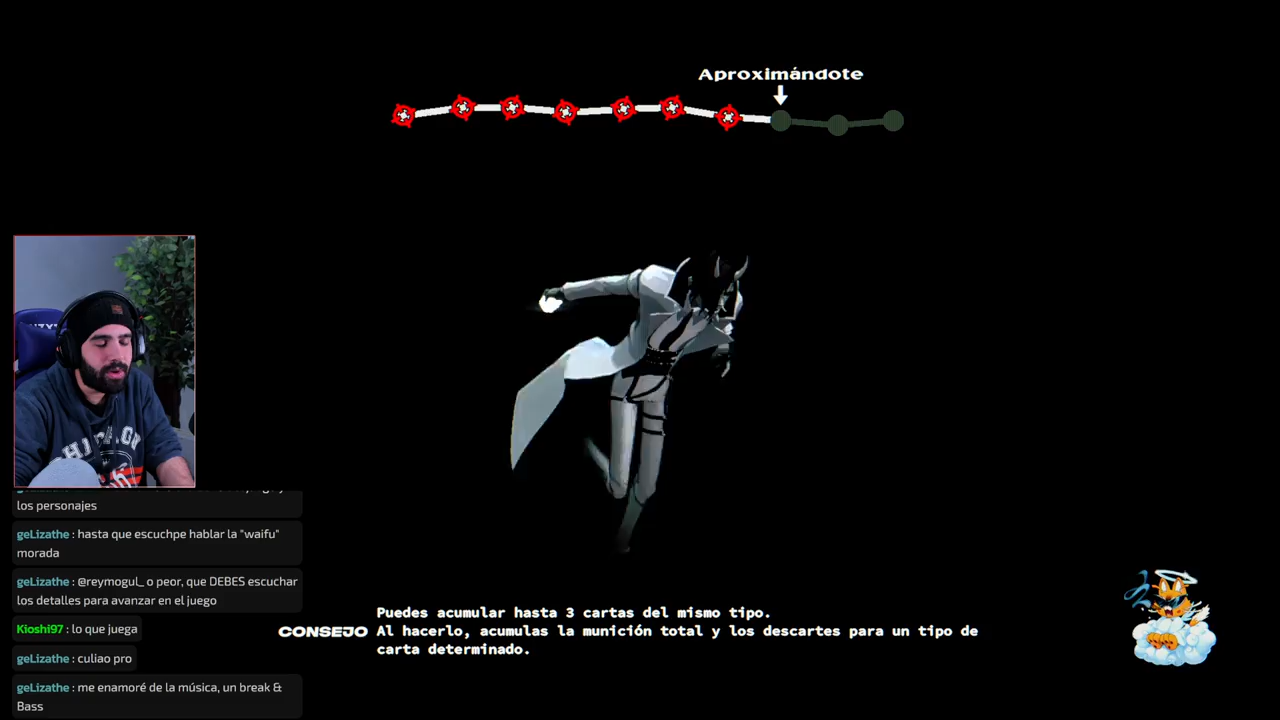 Aproximándote
los personajes
geLizathe : hasta que escuchpe hablar la "waifu"
morada
geLizathe : @reymogul_ o peor, que DEBES escuchar
los detalles para avanzar en el juego
Kioshi97 : lo que juega
geLizathe : culiao pro
geLizathe : me enamoré de la música, un break &
Bass
Puedes acumular hasta 3 cartas del mismo tipo.
CONSEJO Al hacerlo, acumulas la munición total y los descartes para un tipo de
carta determinado.